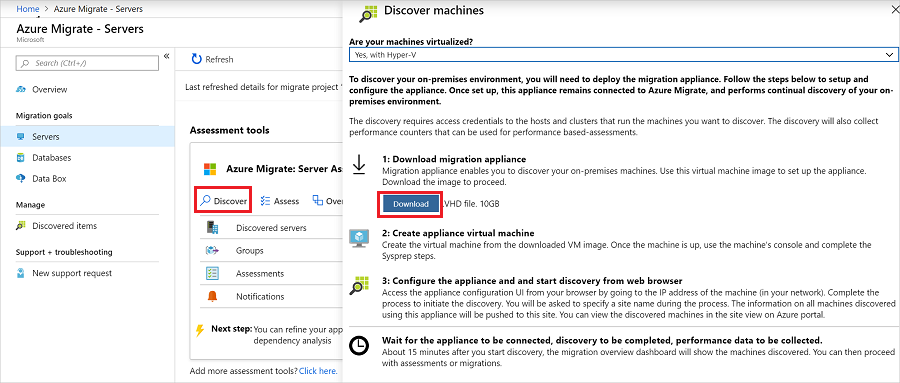 Home > Azure Migrate - Servers
Azure Migrate - Servers
Microsoft
Search (Ctrl+/)
«
Overview
Migration goals
Servers
Databases
Data Box
Manage
Discovered items
Support + troubleshooting
New support request
Refresh
Last refreshed details for migrate project '
Assessment tools
Azure Migrate: Server Ass
Discover
Assess
Over
Discovered servers
Groups
Assessments
Notifications
Next step: You can refine your app
dependency analysis
Add more assessment tools? Click here.
Discover machines
Are your machines virtualized?
Yes, with Hyper-V
To discover your on-premises environment, you will need to deploy the migration appliance. Follow the steps below to setup and
configure the appliance. Once set up, this appliance remains connected to Azure Migrate, and performs continual discovery of your on-
premises environment.
The discovery requires access credentials to the hosts and clusters that run the machines you want to discover. The discovery will also collect
performance counters that can be used for performance based-assessments.
1: Download migration appliance
Migration appliance enables you to discover your on-premises machines. Use this virtual machine image to set up the appliance.
Download the image to proceed.
Download
VHD file. 10GB
2: Create appliance virtual machine
Create the virtual machine from the downloaded VM image. Once the machine is up, use the machine's console and complete the
Sysprep steps.
3: Configure the appliance and and start discovery from web browser
Access the appliance configuration UI from your browser by going to the IP address of the machine (in your network). Complete the
process to initiate the discovery. You will be asked to specify a site name during the process. The information on all machines discovered
using this appliance will be pushed to this site. You can view the discovered machines in the site view on Azure portal.
Wait for the appliance to be connected, discovery to be completed, performance data to be collected.
About 15 minutes after you start discovery, the migration overview dashboard will show the machines discovered. You can then proceed
with assessments or migrations.